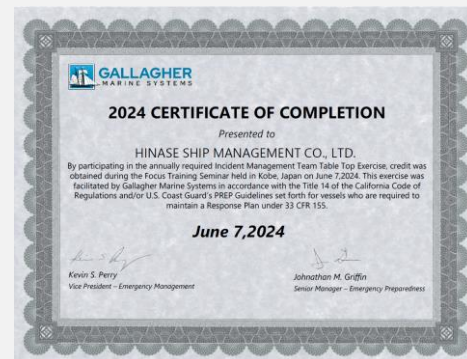 GALLAGHER
MARINE SYSTEMS
2024 CERTIFICATE OF COMPLETION
Presented to
HINASE SHIP MANAGEMENT CO., LTD.
By participating in the annually required Incident Management Team Table Top Exercise, credit was
obtained during the Focus Training Seminar held in Kobe, Japan on June 7,2024. This exercise was
facilitated by Gallagher Marine Systems in accordance with the Title 14 of the California Code of
Regulations and/or U.S. Coast Guard's PREP Guidelines set forth for vessels who are required to
maintain a Response Plan under 33 CFR 155.
June 7,2024
Kevin S. Perry
Vice President – Emergency Management
Johnathan M. Griffin
Senior Manager – Emergency Preparedness